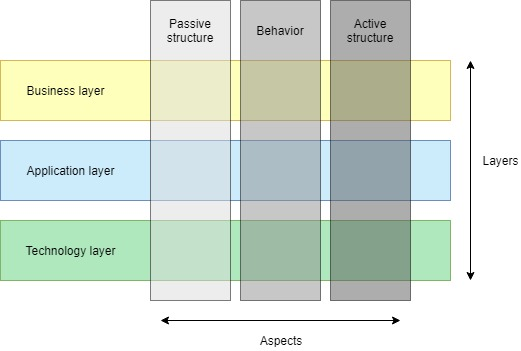 Passive
structure
Behavior
Active
structure
Business layer
Application layer
Layers
Technology layer
Aspects